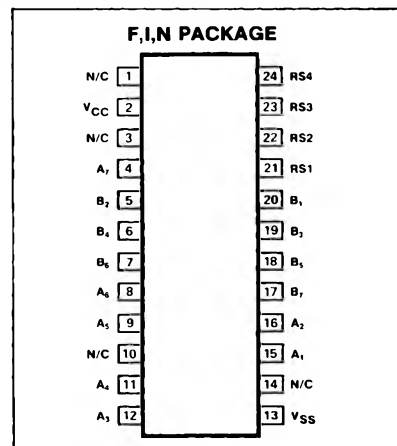 F,I,N PACKAGE
N/C 1 24 RS4
VCC 2 23 RS3
N/C 3 22 RS2
A7 4 21 RS1
B2 5 20 B1
B4 6 19 B3
B6 7 18 B5
A6 8 17 B7
A5 9 16 A2
N/C 10 15 A1
A4 11 14 N/C
A3 12 13 VSS